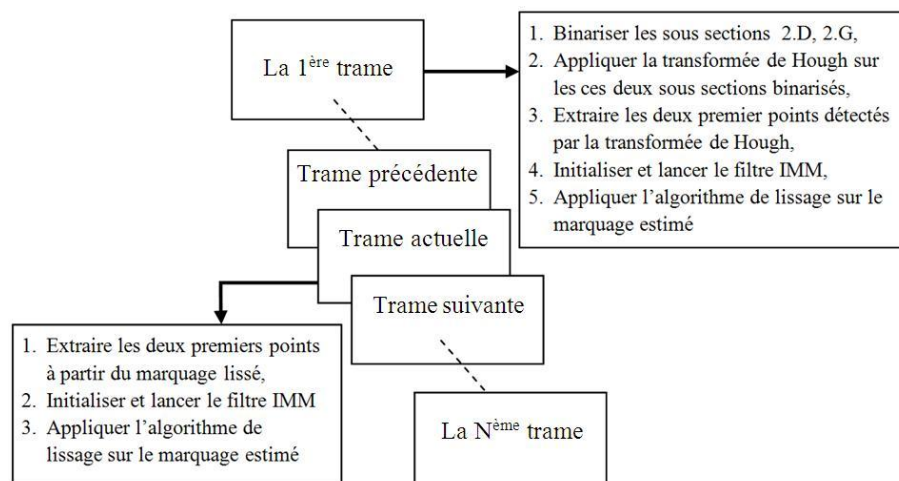 La 1ère trame
1. Binariser les sous sections 2.D, 2.G,
2. Appliquer la transformée de Hough sur
les ces deux sous sections binarisés,
3. Extraire les deux premier points détectés
par la transformée de Hough,
4. Initialiser et lancer le filtre IMM,
5. Appliquer l'algorithme de lissage sur le
marquage estimé
Trame précédente
Trame actuelle
Trame suivante
1. Extraire les deux premiers points
à partir du marquage lissé,
2. Initialiser et lancer le filtre IMM
3. Appliquer l'algorithme de
lissage sur le marquage estimé
La Nème trame